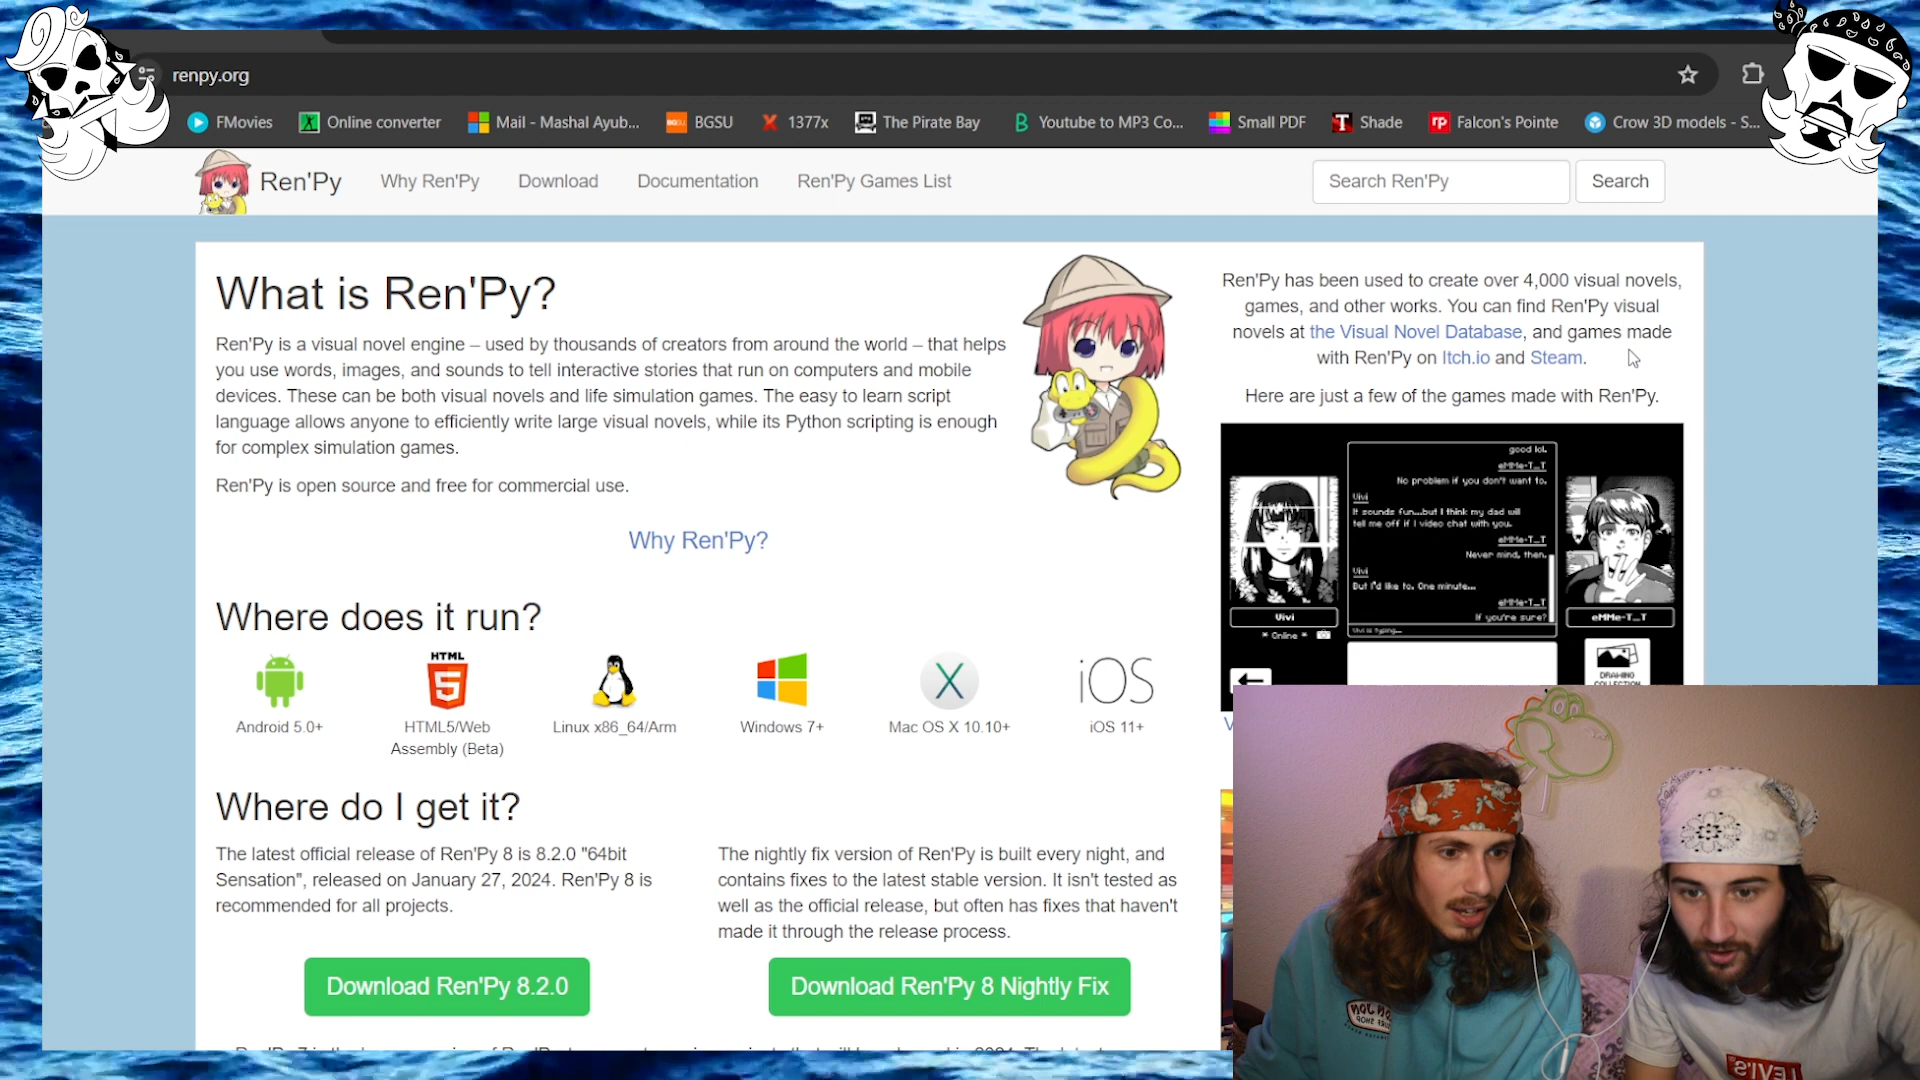 renpy.org
FMovies
Online converter
Mail - Mashal Ayub...
BGSU
1377x
The Pirate Bay
Youtube to MP3 Co...
Small PDF
Shade
Falcon's Pointe
Crow 3D models - S...
Ren'Py
Why Ren'Py
Download
Documentation
Ren'Py Games List
Search Ren'Py
Search
What is Ren'Py?
Ren'Py is a visual novel engine – used by thousands of creators from around the world – that helps
you use words, images, and sounds to tell interactive stories that run on computers and mobile
devices. These can be both visual novels and life simulation games. The easy to learn script
language allows anyone to efficiently write large visual novels, while its Python scripting is enough
for complex simulation games.
Ren'Py is open source and free for commercial use.
Why Ren'Py?
Where does it run?
HTML
5
iOS
Android 5.0+
HTML5/Web
Assembly (Beta)
Linux x86_64/Arm
Windows 7+
Mac OS X 10.10+
iOS 11+
Where do I get it?
The latest official release of Ren'Py 8 is 8.2.0 "64bit
Sensation", released on January 27, 2024. Ren'Py 8 is
recommended for all projects.
Download Ren'Py 8.2.0
The nightly fix version of Ren'Py is built every night, and
contains fixes to the latest stable version. It isn't tested as
well as the official release, but often has fixes that haven't
made it through the release process.
Download Ren'Py 8 Nightly Fix
Ren'Py has been used to create over 4,000 visual novels,
games, and other works. You can find Ren'Py visual
novels at the Visual Novel Database, and games made
with Ren'Py on Itch.io and Steam.
Here are just a few of the games made with Ren'Py.
good lol.
eMMe-T_T
No problem if you don't want to.
Vivi
It sounds fun...but I think my dad will
tell me off if I video chat with you.
eMMe-T_T
Never mind, then.
Vivi
But I'd like to. One minute...
eMMe-T_T
If you're sure?
Vivi is typing...
Vivi
* Online *
eMMe-T_T
DRAWING
LEVI'S